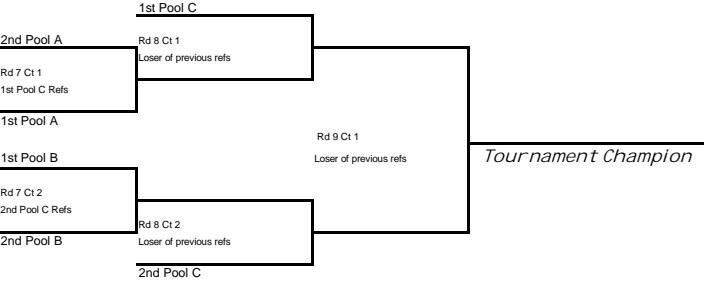 1st Pool C
2nd Pool A
Rd 8 Ct 1
Loser of previous refs
Rd 7 Ct 1
1st Pool C Refs
1st Pool A
Rd 9 Ct 1
Loser of previous refs
Tournament Champion
1st Pool B
Rd 7 Ct 2
2nd Pool C Refs
2nd Pool B
Rd 8 Ct 2
Loser of previous refs
2nd Pool C